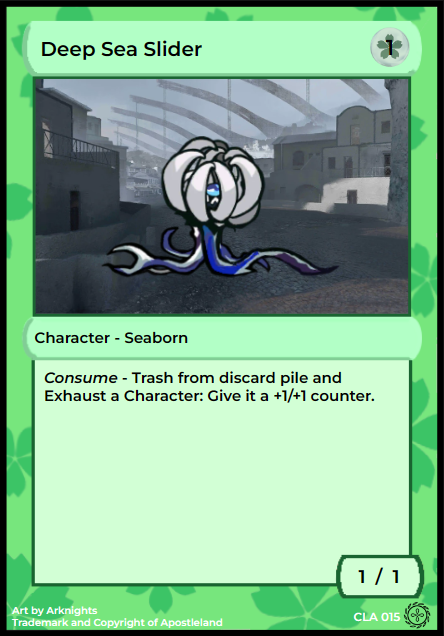 Deep Sea Slider
1
Character - Seaborn
Consume - Trash from discard pile and
Exhaust a Character: Give it a +1/+1 counter.
1 / 1
Art by Arknights
Trademark and Copyright of Apostleland
CLA 015